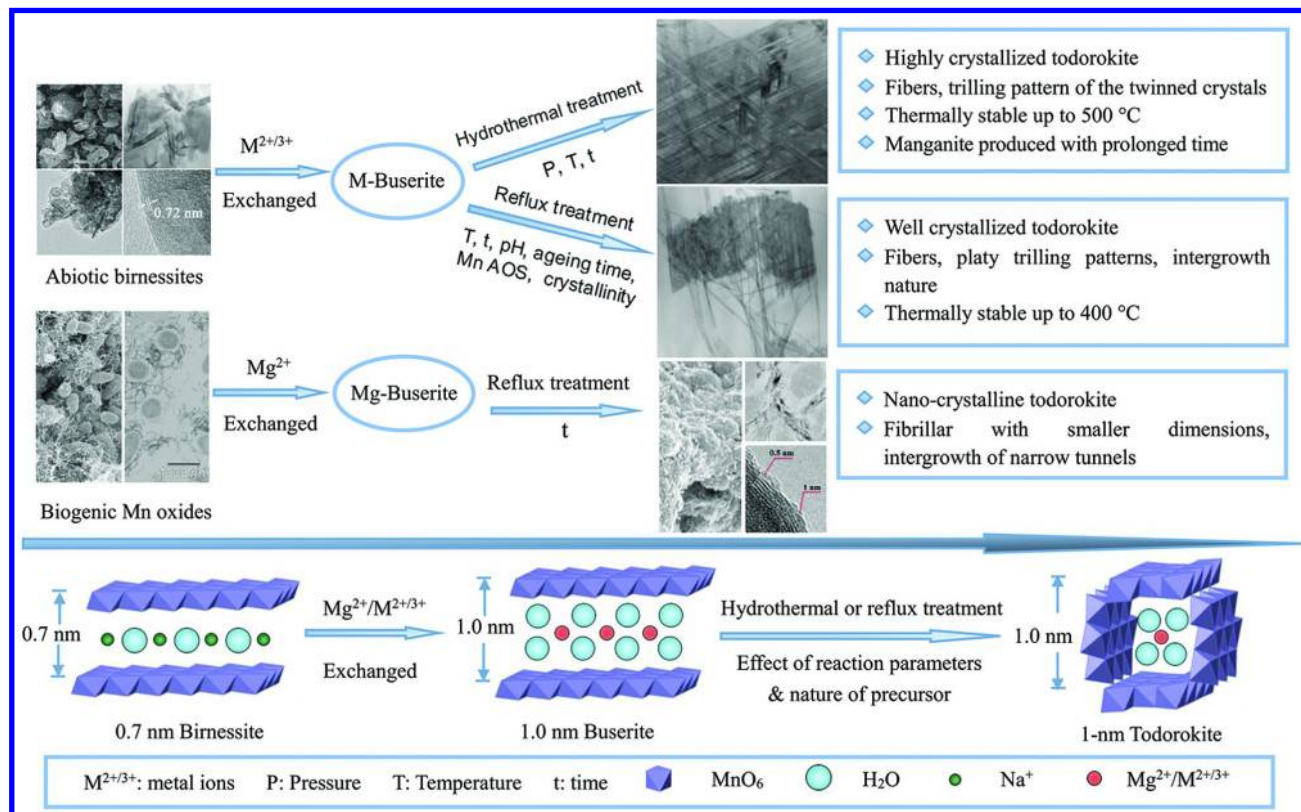 M2+/3+
Exchanged
0.72 nm
Abiotic birnessites
M-Buserite
Hydrothermal treatment
P, T, t
Reflux treatment
T, t, pH, ageing time,
Mn AOS, crystallinity
Highly crystallized todorokite
Fibers, trilling pattern of the twinned crystals
Thermally stable up to 500 °C
Manganite produced with prolonged time
Well crystallized todorokite
Fibers, platy trilling patterns, intergrowth
nature
Thermally stable up to 400 °C
Mg2+
Exchanged
Mg-Buserite
Reflux treatment
t
0.5 nm
1 nm
Nano-crystalline todorokite
Fibrillar with smaller dimensions,
intergrowth of narrow tunnels
Biogenic Mn oxides
0.7 nm
Mg2+/M2+/3+
Exchanged
1.0 nm
Hydrothermal or reflux treatment
Effect of reaction parameters
& nature of precursor
1.0 nm
0.7 nm Birnessite
1.0 nm Buserite
1-nm Todorokite
M2+/3+: metal ions P: Pressure T: Temperature t: time MnO6 H2O Na+ Mg2+/M2+/3+